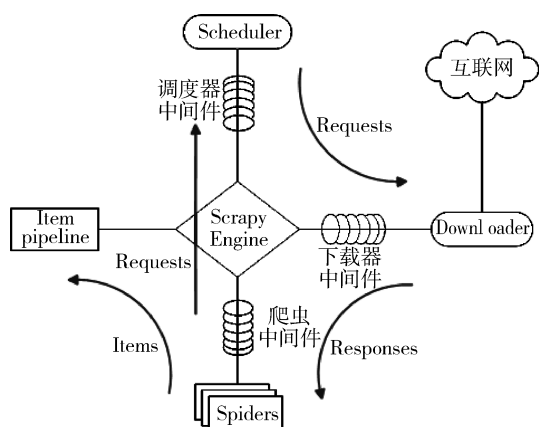 Scheduler
互联网
调度器
中间件
Requests
Item
pipeline
Scrapy
Engine
Downl oader
Requests
下载器
中间件
爬虫
中间件
Items
Responses
Spiders